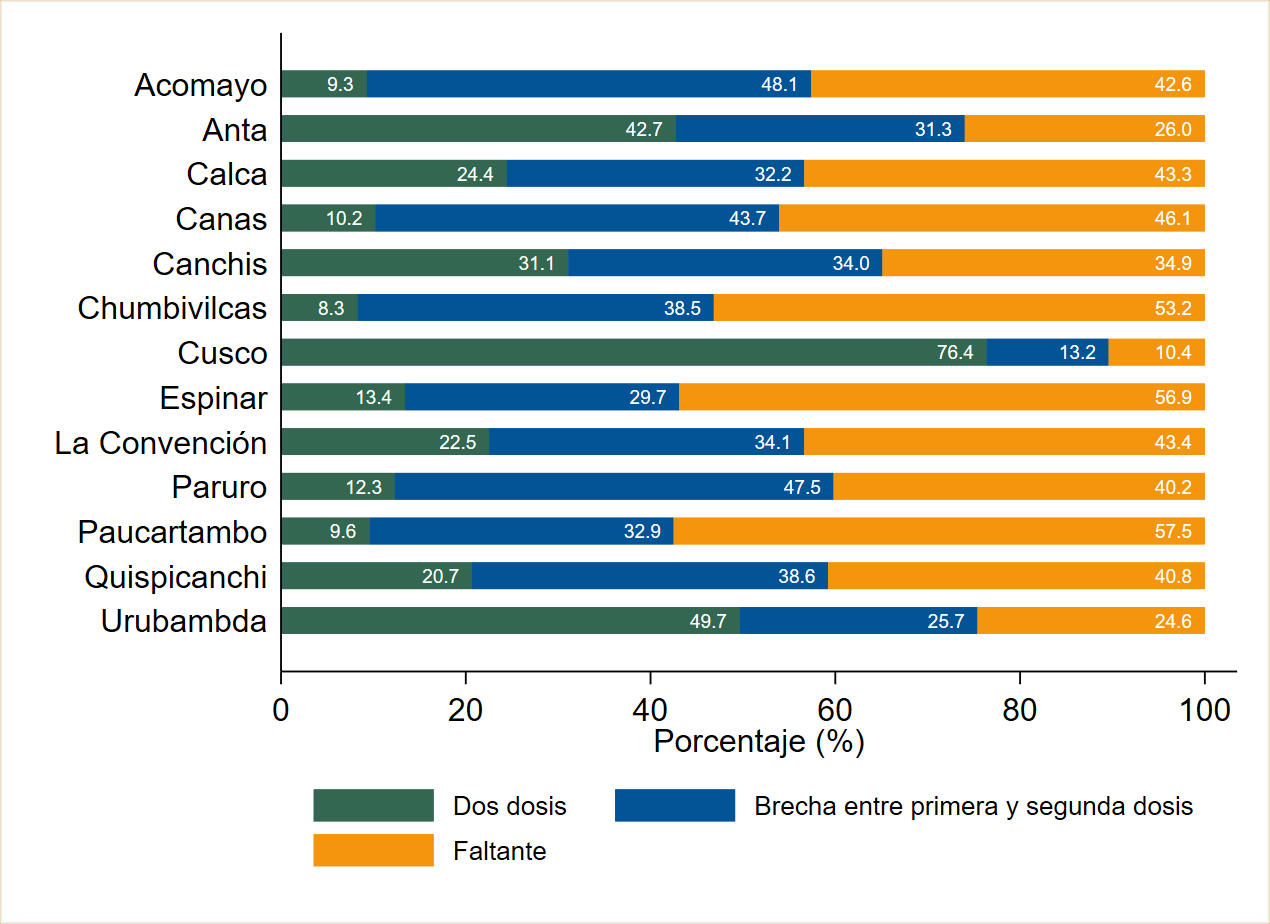 Acomayo 9.3 48.1 42.6
Anta 42.7 31.3 26.0
Calca 24.4 32.2 43.3
Canas 10.2 43.7 46.1
Canchis 31.1 34.0 34.9
Chumbivilcas 8.3 38.5 53.2
Cusco 76.4 13.2 10.4
Espinar 13.4 29.7 56.9
La Convención 22.5 34.1 43.4
Paruro 12.3 47.5 40.2
Paucartambo 9.6 32.9 57.5
Quispicanchi 20.7 38.6 40.8
Urubambda 49.7 25.7 24.6
0 20 40 60 80 100
Porcentaje (%)
Dos dosis Brecha entre primera y segunda dosis
Faltante